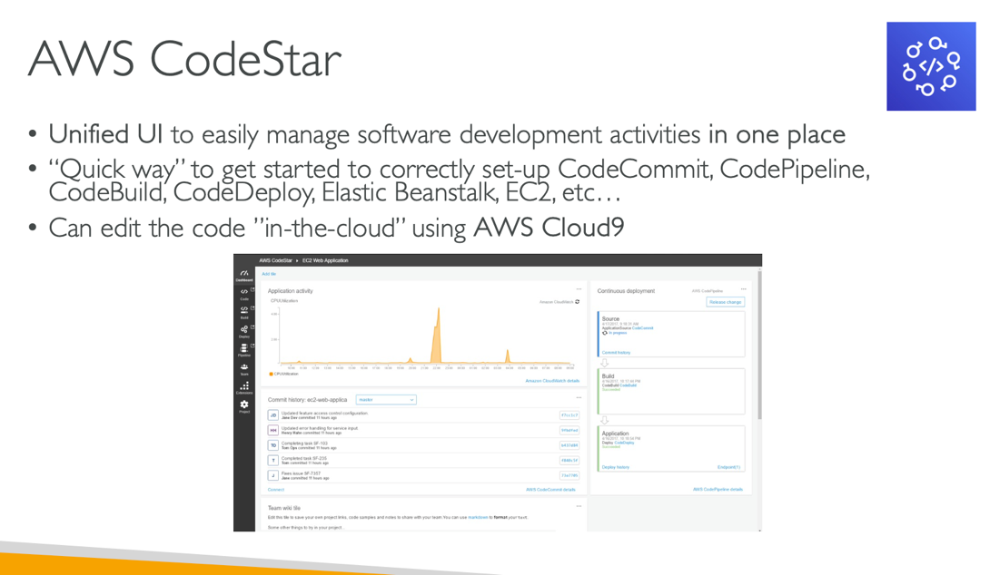 AWS CodeStar
• Unified UI to easily manage software development activities in one place
• “Quick way” to get started to correctly set-up CodeCommit, CodePipeline,
CodeBuild, CodeDeploy, Elastic Beanstalk, EC2, etc…
• Can edit the code ”in-the-cloud” using AWS Cloud9
AWS CodeStar › EC2 Web Application
Dashboard
Code
Build
Deploy
Pipeline
Team
Extensions
Project
Add tile
Application activity
CPUUtilization
Amazon CloudWatch
CPUUtilization
Amazon CloudWatch details
Commit history: ec2-web-applica
master
JD
Updated feature access control configuration.
Jane Dev committed 11 hours ago
HH
Updated error handling for service input
committed 11 hours ago
TO
Completing task SF-103
Tom Ops committed 11 hours ago
T
Completed task SF-235
Tom committed 11 hours ago
J
Fixes issue SF-7307
Jane committed 11 hours ago
Connect
AWS CodeCommit details
Team wiki tile
Edit this tile to save your own project links, code samples and notes to share with your team.You can use markdown to format your text.
Some other things to try in your project...
Continuous deployment
AWS CodePipeline
Release change
Source
ApplicationSource CodeCommit
In progress
Commit history
Build
CodeBuild CodeBuild
Succeeded
Application
Deploy CodeDeploy
Succeeded
Deploy history
Endpoint(1)
AWS CodePipeline details